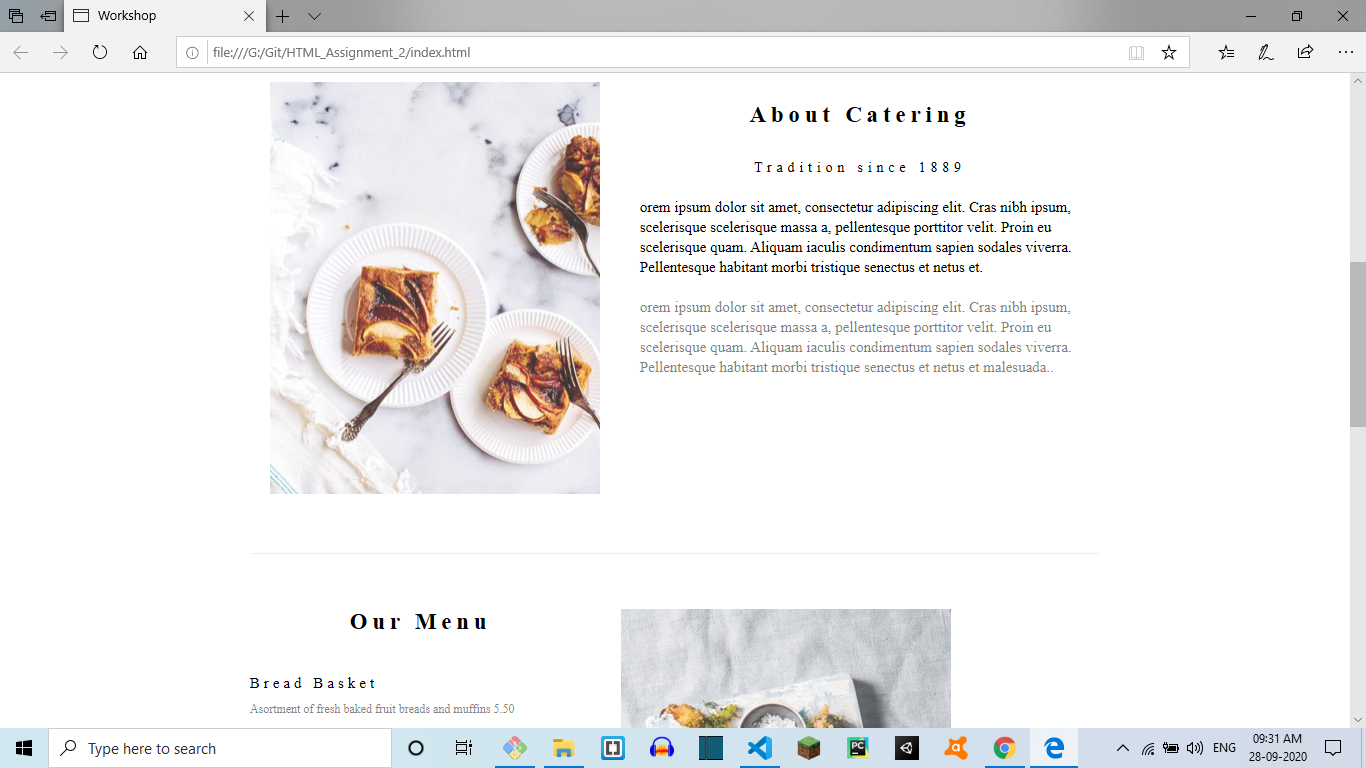 Workshop
file:///G:/Git/HTML_Assignment_2/index.html
About Catering
Tradition since 1889
orem ipsum dolor sit amet, consectetur adipiscing elit. Cras nibh ipsum,
scelerisque scelerisque massa a, pellentesque porttitor velit. Proin eu
scelerisque quam. Aliquam iaculis condimentum sapien sodales viverra.
Pellentesque habitant morbi tristique senectus et netus et.
orem ipsum dolor sit amet, consectetur adipiscing elit. Cras nibh ipsum,
scelerisque scelerisque massa a, pellentesque porttitor velit. Proin eu
scelerisque quam. Aliquam iaculis condimentum sapien sodales viverra.
Pellentesque habitant morbi tristique senectus et netus et malesuada..
Our Menu
Bread Basket
Asortment of fresh baked fruit breads and muffins 5.50
Type here to search
PC
ENG
09:31 AM
28-09-2020